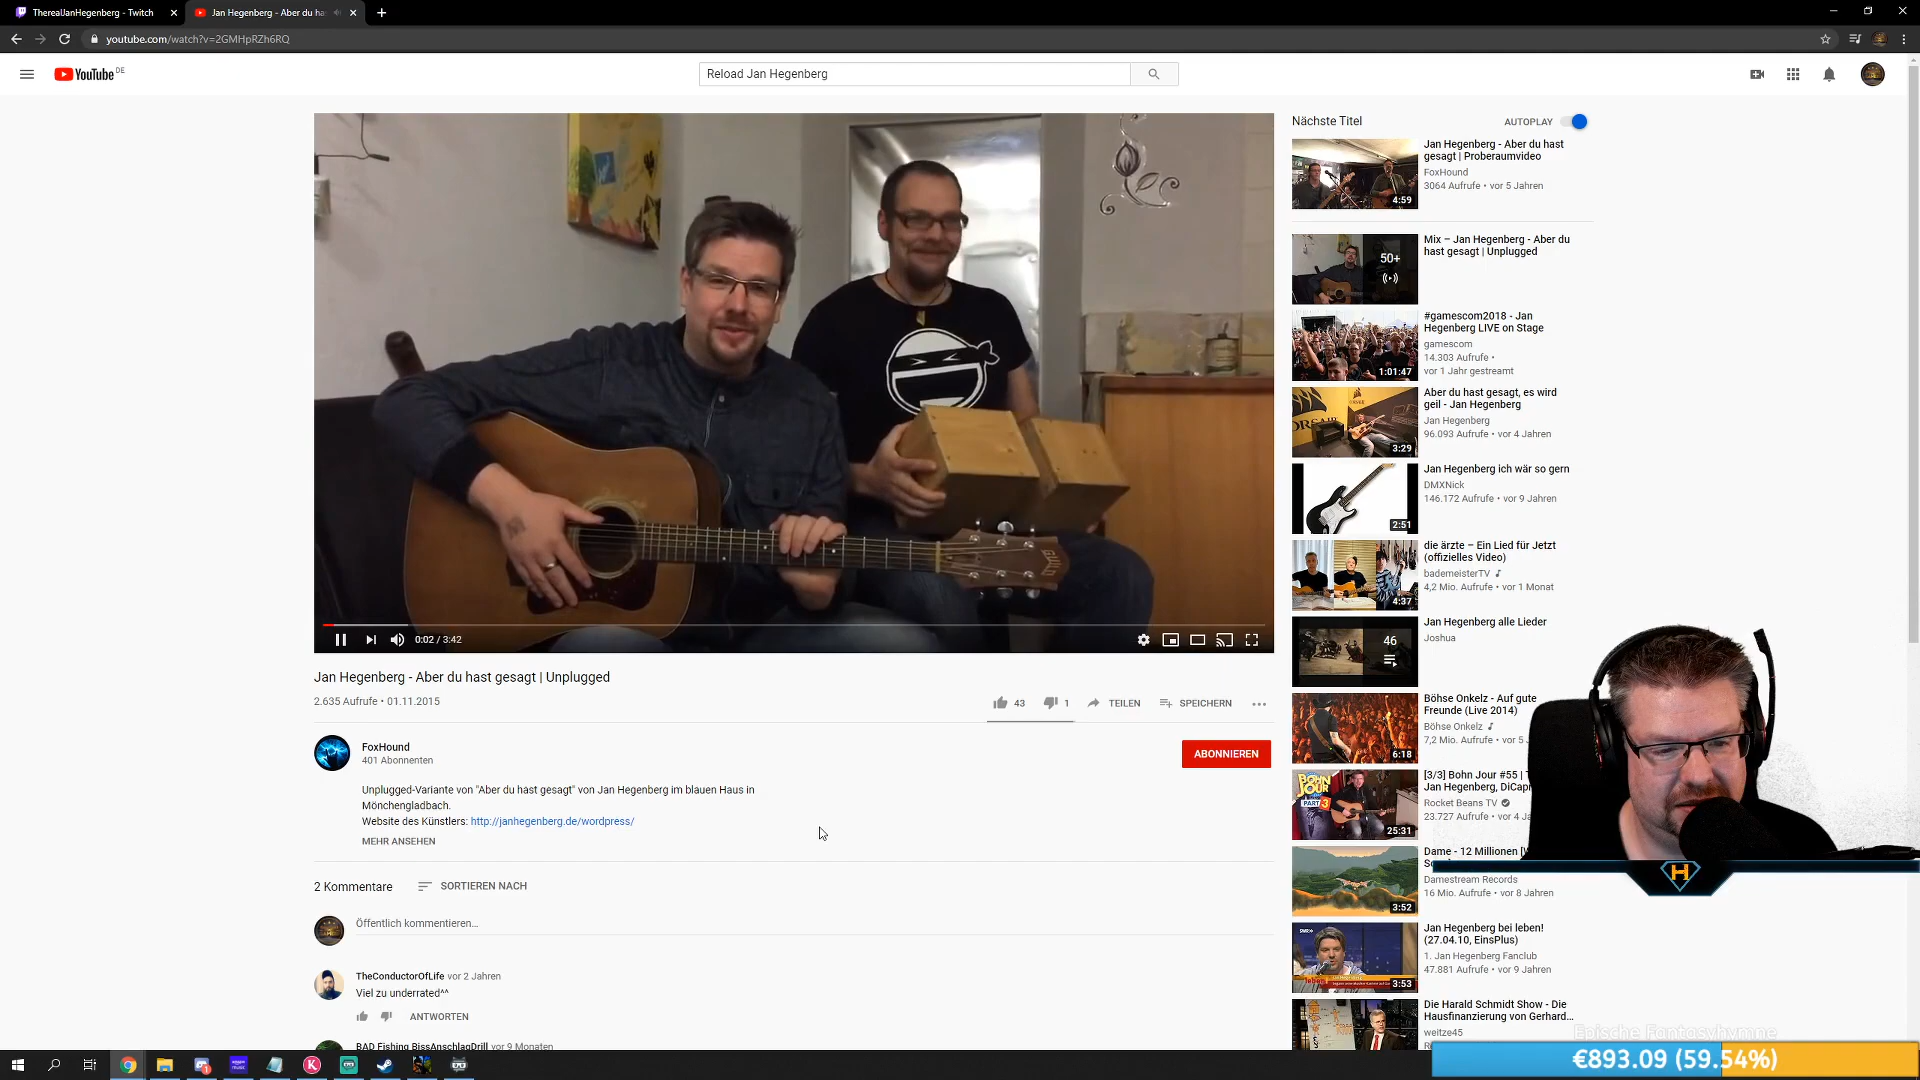 TherealJanHegenberg - Twitch
Jan Hegenberg - Aber du ha
youtube.com/watch?v=2GMHpRZh6RQ
YouTube DE
Reload Jan Hegenberg
0:02 / 3:42
Jan Hegenberg - Aber du hast gesagt | Unplugged
2.635 Aufrufe • 01.11.2015
43
1
TEILEN
SPEICHERN
FoxHound
401 Abonnenten
ABONNIEREN
Unplugged-Variante von "Aber du hast gesagt" von Jan Hegenberg im blauen Haus in
Mönchengladbach.
Website des Künstlers: http://janhegenberg.de/wordpress/
MEHR ANSEHEN
2 Kommentare
SORTIEREN NACH
Öffentlich kommentieren...
TheConductorOfLife vor 2 Jahren
Viel zu underrated^^
ANTWORTEN
BAD Fishing BissAnschlagDrill vor 9 Monaten
Nächste Titel
AUTOPLAY
4:59
Jan Hegenberg - Aber du hast
gesagt | Proberaumvideo
FoxHound
3064 Aufrufe • vor 5 Jahren
50+
Mix – Jan Hegenberg - Aber du
hast gesagt | Unplugged
1:01:47
#gamescom2018 - Jan
Hegenberg LIVE on Stage
gamescom
14.303 Aufrufe •
vor 1 Jahr gestreamt
3:29
Aber du hast gesagt, es wird
geil - Jan Hegenberg
Jan Hegenberg
96.093 Aufrufe • vor 4 Jahren
2:51
Jan Hegenberg ich wär so gern
DMXNick
146.172 Aufrufe • vor 9 Jahren
4:37
die ärzte – Ein Lied für Jetzt
(offizielles Video)
bademeisterTV
4,2 Mio. Aufrufe • vor 1 Monat
46
Jan Hegenberg alle Lieder
Joshua
6:18
Böhse Onkelz - Auf gute
Freunde (Live 2014)
Böhse Onkelz
7,2 Mio. Aufrufe • vor 5
BOHN
JOUR
PART 3
25:31
[3/3] Bohn Jour #55 |
Jan Hegenberg, DiCapr
Rocket Beans TV
23.727 Aufrufe • vor 4 Ja
3:52
Dame - 12 Millionen
Damestream Records
16 Mio. Aufrufe • vor 8 Jahren
3:53
Jan Hegenberg bei leben!
(27.04.10, EinsPlus)
1. Jan Hegenberg Fanclub
47.881 Aufrufe • vor 9 Jahren
Die Harald Schmidt Show - Die
Hausfinanzierung von Gerhard...
weitze45
H
Epische Fantasyhymne
€893.09 (59.54%)